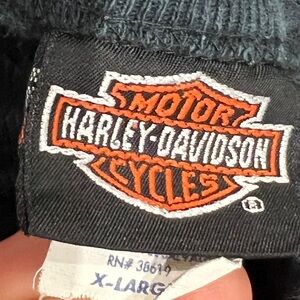 MOTOR
HARLEY-DAVIDSON
CYCLES
®
RN# 38619
X-LARG